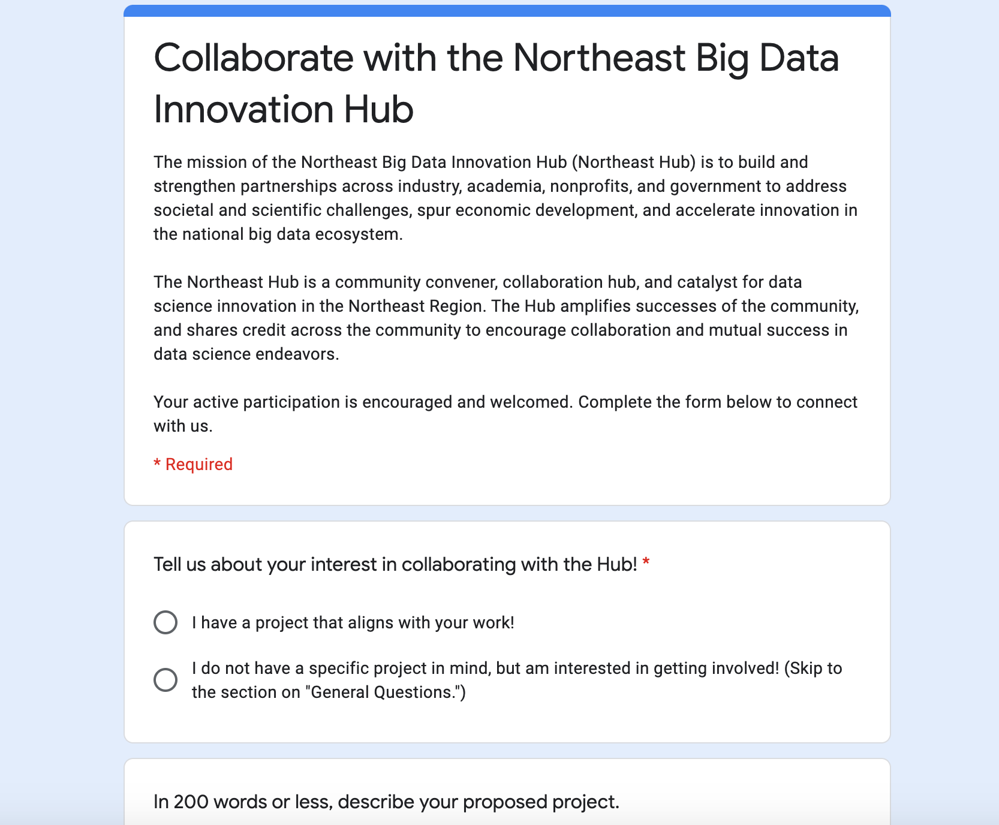 Collaborate with the Northeast Big Data
Innovation Hub
The mission of the Northeast Big Data Innovation Hub (Northeast Hub) is to build and
strengthen partnerships across industry, academia, nonprofits, and government to address
societal and scientific challenges, spur economic development, and accelerate innovation in
the national big data ecosystem.
The Northeast Hub is a community convener, collaboration hub, and catalyst for data
science innovation in the Northeast Region. The Hub amplifies successes of the community,
and shares credit across the community to encourage collaboration and mutual success in
data science endeavors.
Your active participation is encouraged and welcomed. Complete the form below to connect
with us.
* Required
Tell us about your interest in collaborating with the Hub! *
I have a project that aligns with your work!
I do not have a specific project in mind, but am interested in getting involved! (Skip to
the section on "General Questions.")
In 200 words or less, describe your proposed project.